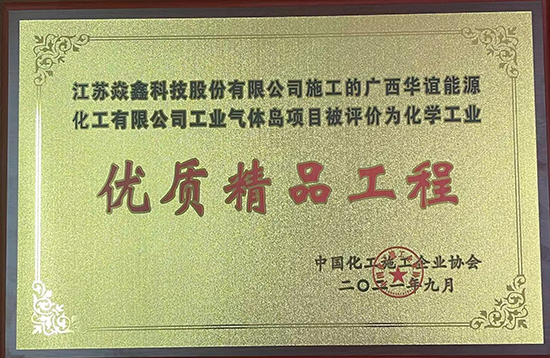 江苏焱鑫科技股份有限公司施工的广西华谊能源
化工有限公司工业气体岛项目被评价为化学工业
优质精品工程
中国化工施工企业协会
二〇二一年九月